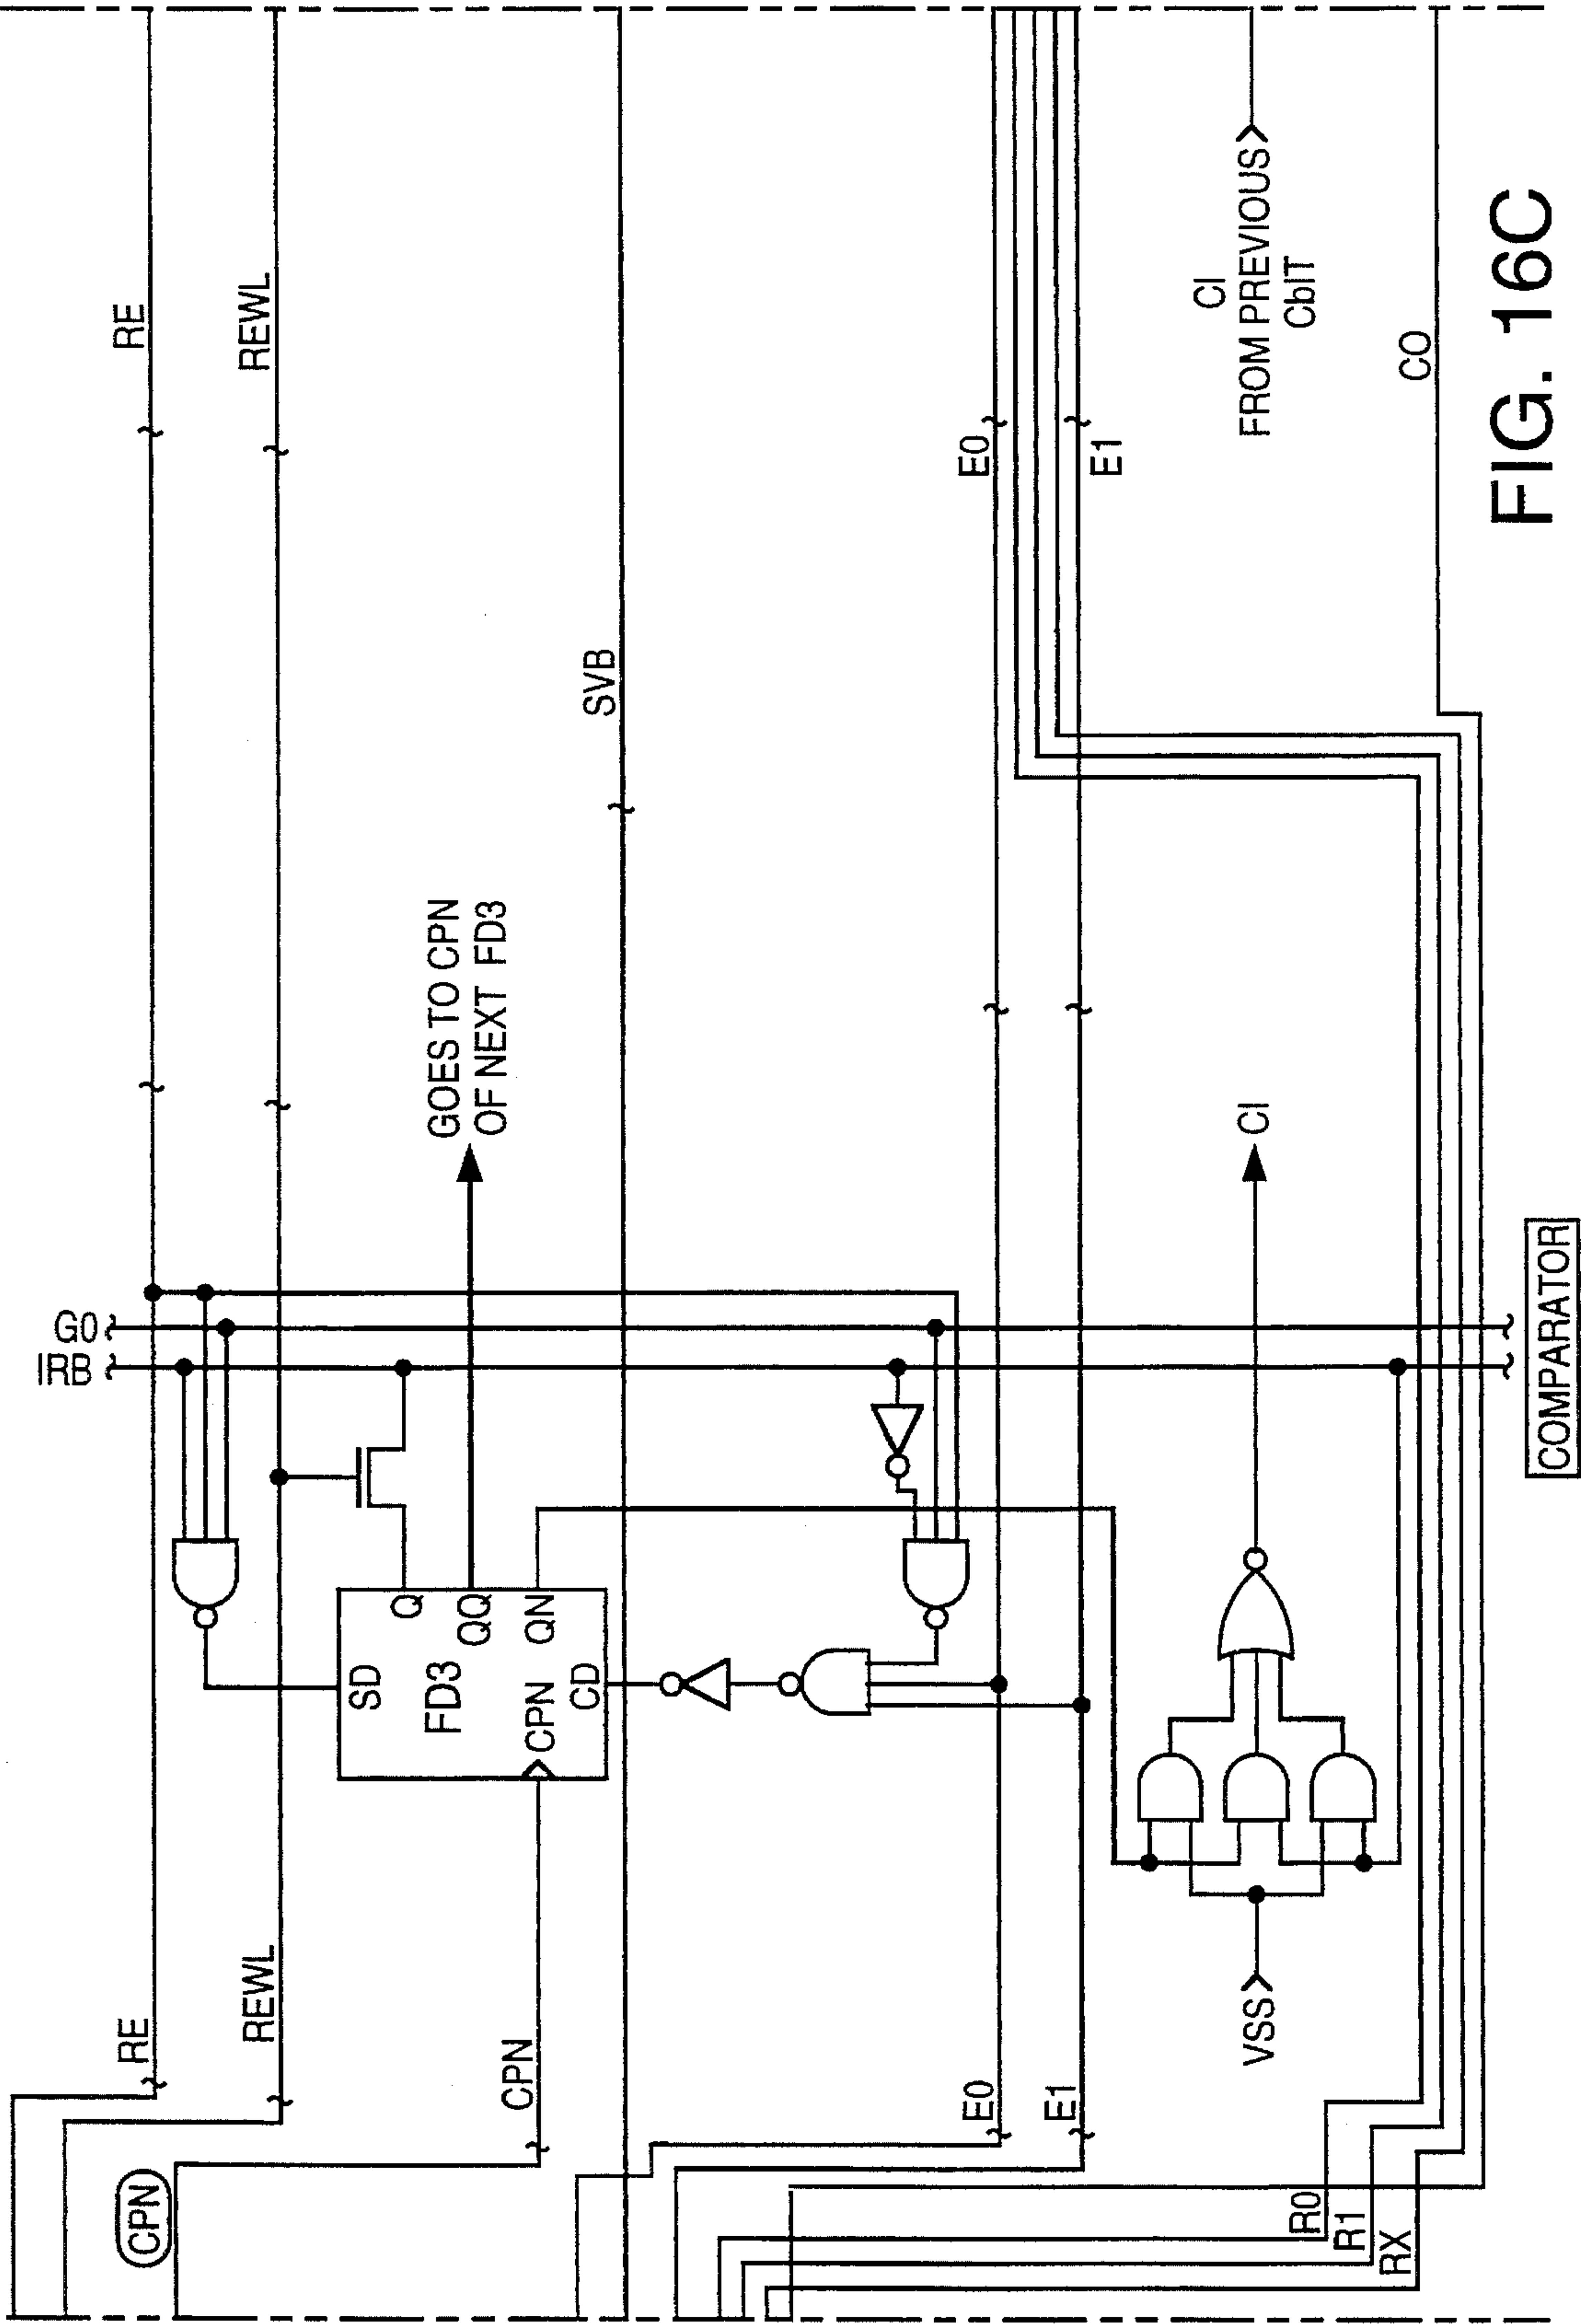 RE
REWL
SVB
E0
E1
CI
FROM PREVIOUS
CbIT
CO
GOES TO CPN
OF NEXT FD3
CI
G0
IRB
COMPARATOR
SD
Q
QQ
QN
FD3
CPN
CD
VSS
RE
REWL
CPN
CPN
E0
E1
R0
R1
RX
FIG. 16C